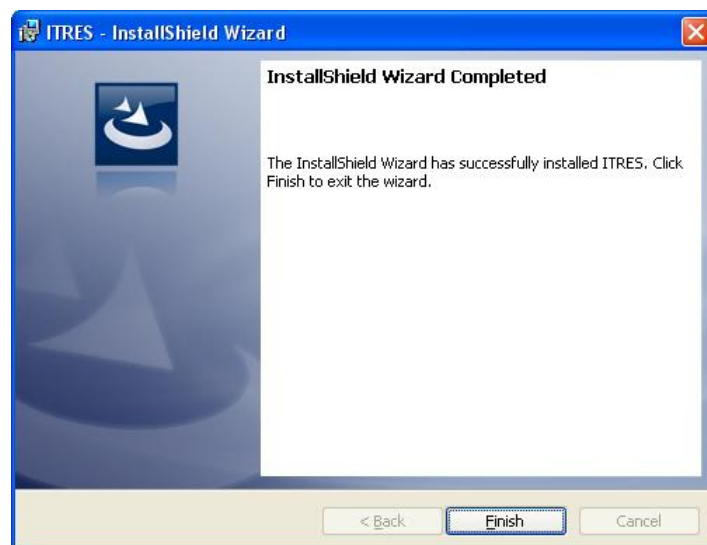 ITRES - InstallShield Wizard
InstallShield Wizard Completed
The InstallShield Wizard has successfully installed ITRES. Click
Finish to exit the wizard.
< Back
Finish
Cancel